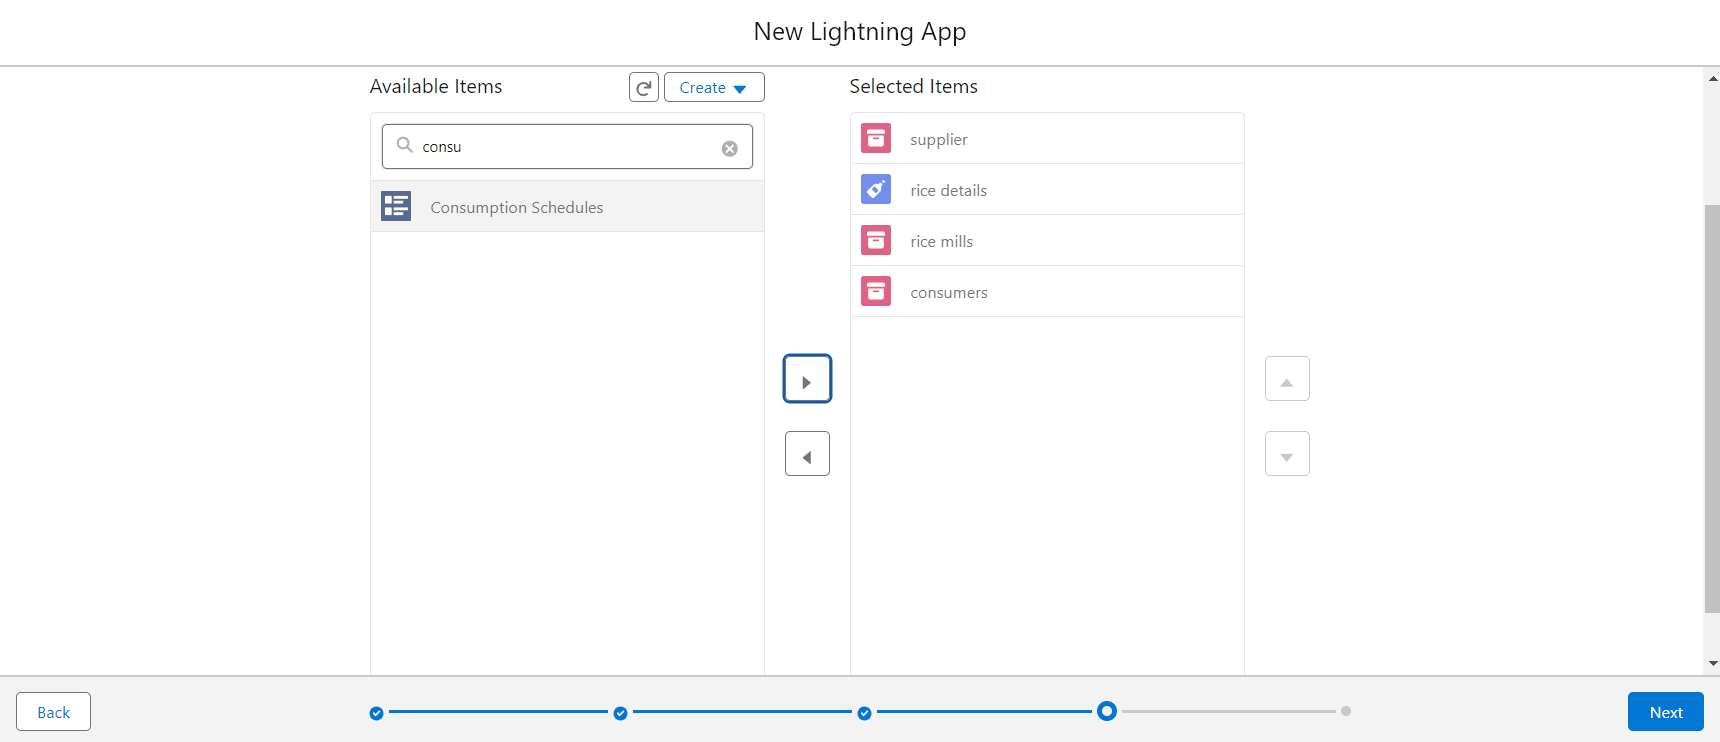 New Lightning App
Available Items
Create
Selected Items
consu
Consumption Schedules
supplier
rice details
rice mills
consumers
Back
Next